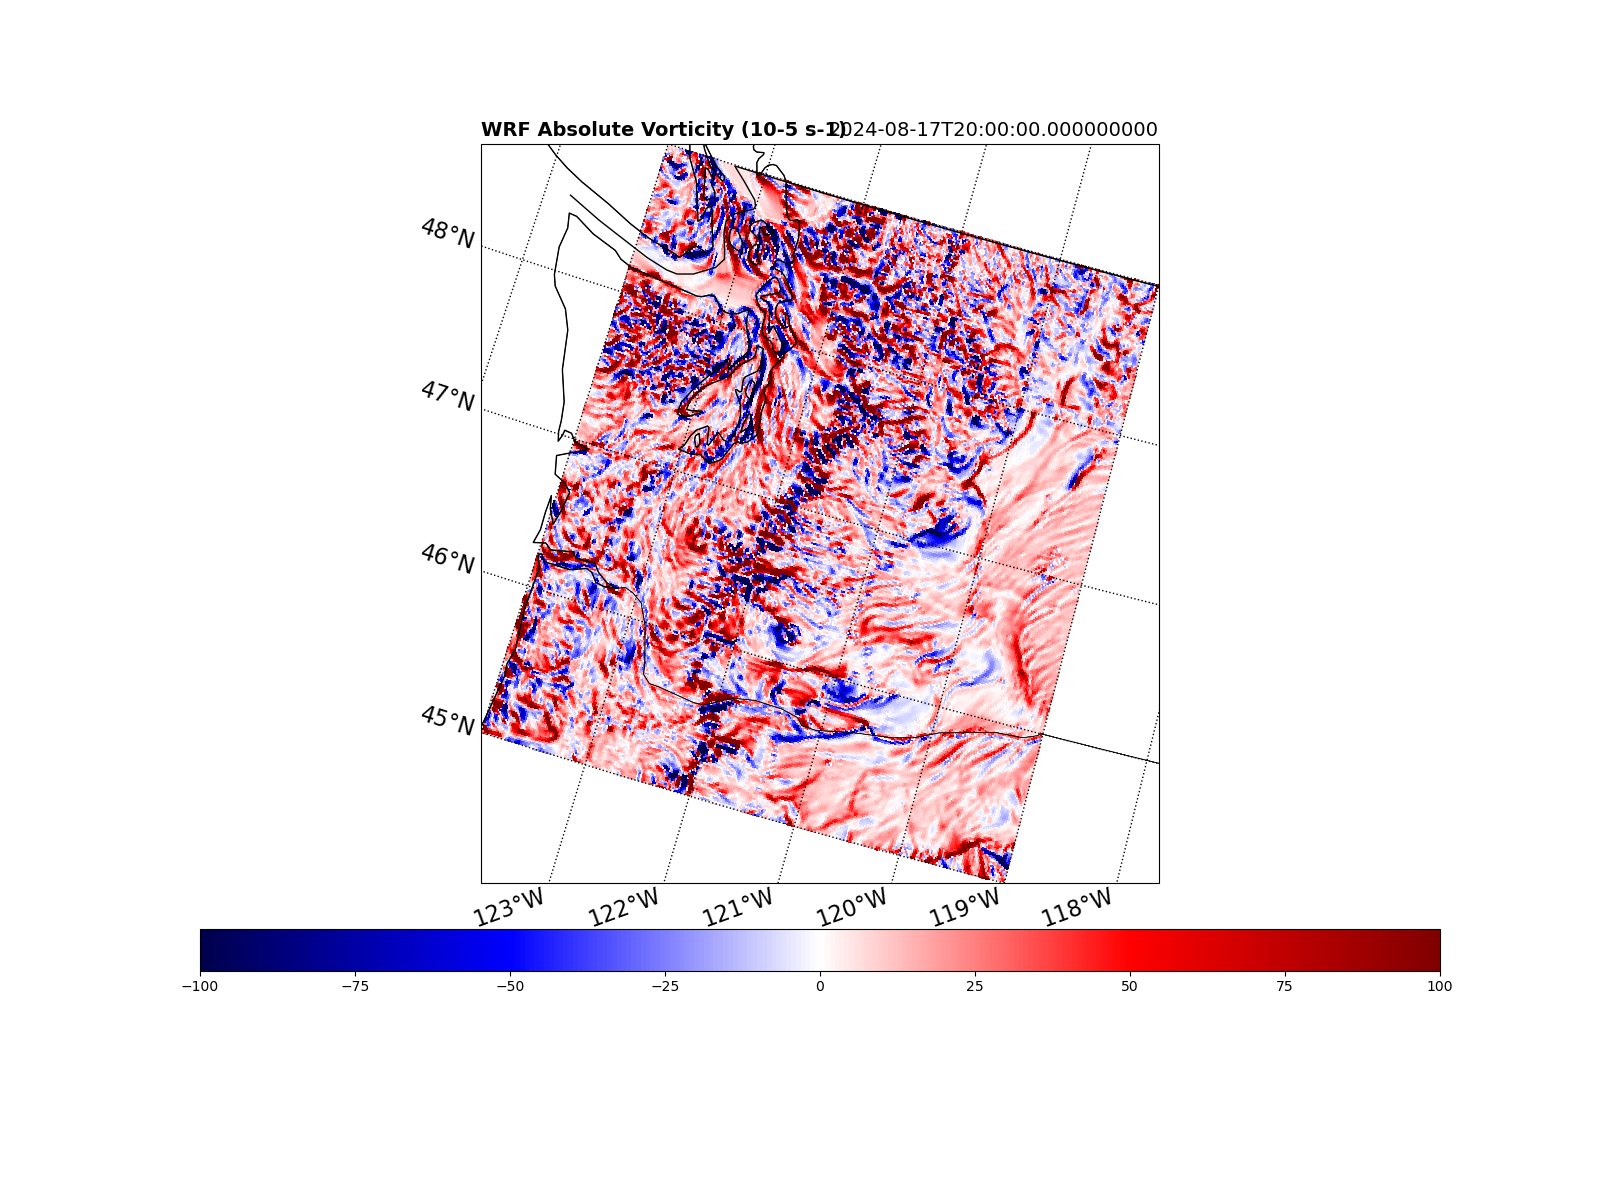 WRF Absolute Vorticity (10-5 s-1) 2024-08-17T20:00:00.000000000
48°N
47°N
46°N
45°N
123°W 122°W 121°W 120°W 119°W 118°W
−100 −75 −50 −25 0 25 50 75 100